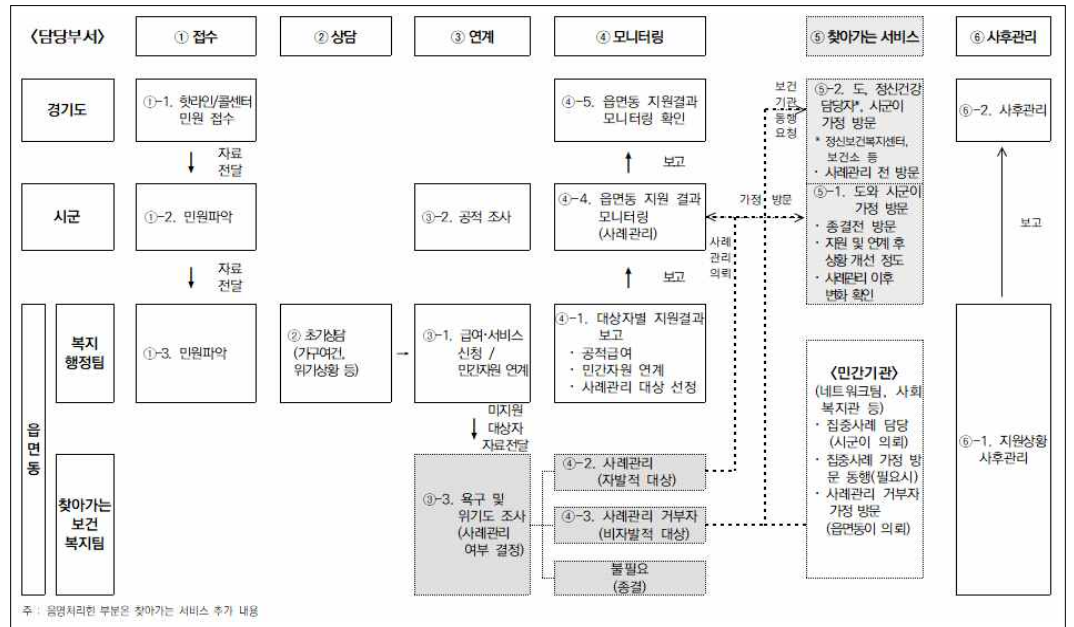 〈담당부서〉
① 접수
② 상담
③ 연계
④ 모니터링
⑤ 찾아가는 서비스
⑥ 사후관리
경기도
①-1. 핫라인/콜센터
민원 접수
④-5. 읍면동 지원결과
모니터링 확인
보건
기관
동행
요청
⑤-2. 도, 정신건강
담당자*, 시군이
가정 방문
* 정신보건복지센터,
보건소 등
· 사례관리 전 방문
⑥-2. 사후관리
↓ 자료
전달
↑ 보고
시군
①-2. 민원파악
③-2. 공적 조사
④-4. 읍면동 지원 결과
모니터링
(사례관리)
가정 방문
사례
관리
의뢰
⑤-1. 도와 시군이
가정 방문
· 종결전 방문
· 지원 및 연계 후
상황 개선 정도
· 사례관리 이후
변화 확인
보고
↓ 자료
전달
↑ 보고
읍면동
복지
행정팀
①-3. 민원파악
② 초기상담
(가구여건,
위기상황 등)
→
③-1. 급여·서비스
신청 /
민간자원 연계
④-1. 대상자별 지원결과
보고
· 공적급여
· 민간자원 연계
· 사례관리 대상 선정
〈민간기관〉
(네트워크팀, 사회
복지관 등)
· 집중사례 담당
(시군이 의뢰)
· 집중사례 가정 방
문 동행(필요시)
· 사례관리 거부자
가정 방문
(읍면동이 의뢰)
⑥-1. 지원상황
사후관리
↓ 미지원
대상자
자료전달
찾아가는
보건
복지팀
③-3. 욕구 및
위기도 조사
(사례관리
여부 결정)
④-2. 사례관리
(자발적 대상)
④-3. 사례관리 거부자
(비자발적 대상)
불필요
(종결)
주 : 음영처리한 부분은 찾아가는 서비스 추가 내용